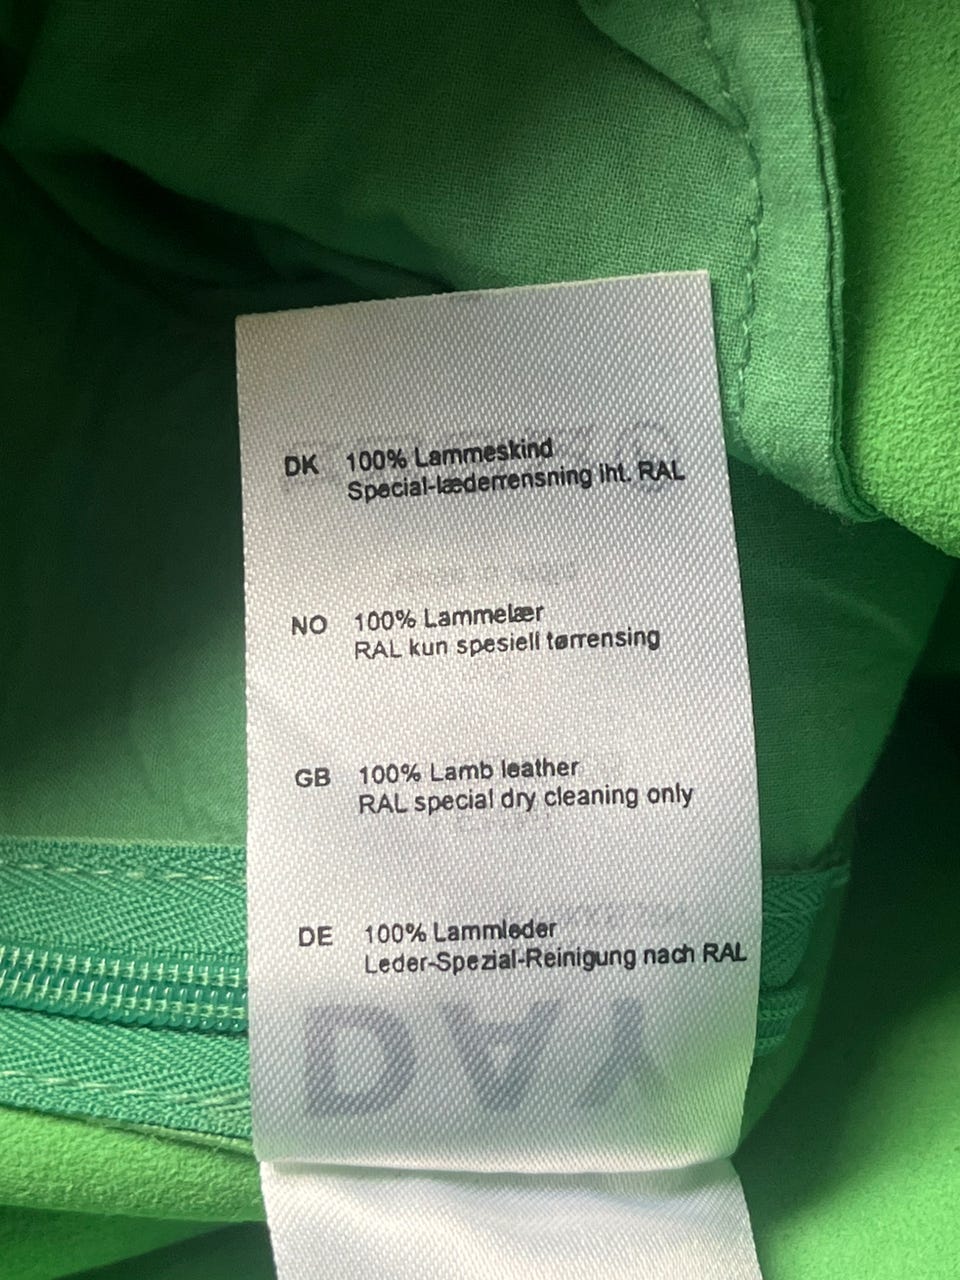 DK 100% Lammeskind
Special-læderrensning iht. RAL
NO 100% Lammelær
RAL kun spesiell tørrensing
GB 100% Lamb leather
RAL special dry cleaning only
DE 100% Lammleder
Leder-Spezial-Reinigung nach RAL
DAY